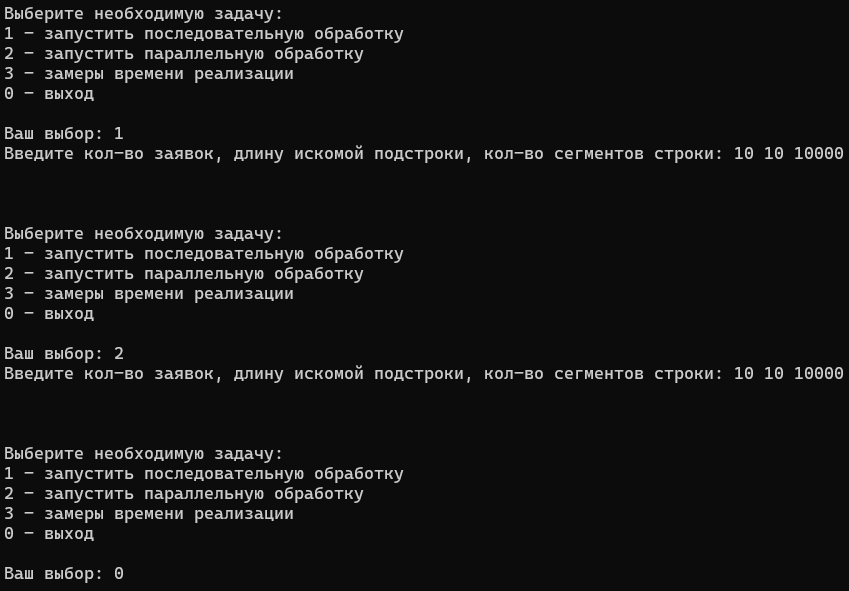 Выберите необходимую задачу:
1 – запустить последовательную обработку
2 – запустить параллельную обработку
3 – замеры времени реализации
0 – выход
Ваш выбор: 1
Введите кол–во заявок, длину искомой подстроки, кол–во сегментов строки: 10 10 10000
Выберите необходимую задачу:
1 – запустить последовательную обработку
2 – запустить параллельную обработку
3 – замеры времени реализации
0 – выход
Ваш выбор: 2
Введите кол–во заявок, длину искомой подстроки, кол–во сегментов строки: 10 10 10000
Выберите необходимую задачу:
1 – запустить последовательную обработку
2 – запустить параллельную обработку
3 – замеры времени реализации
0 – выход
Ваш выбор: 0